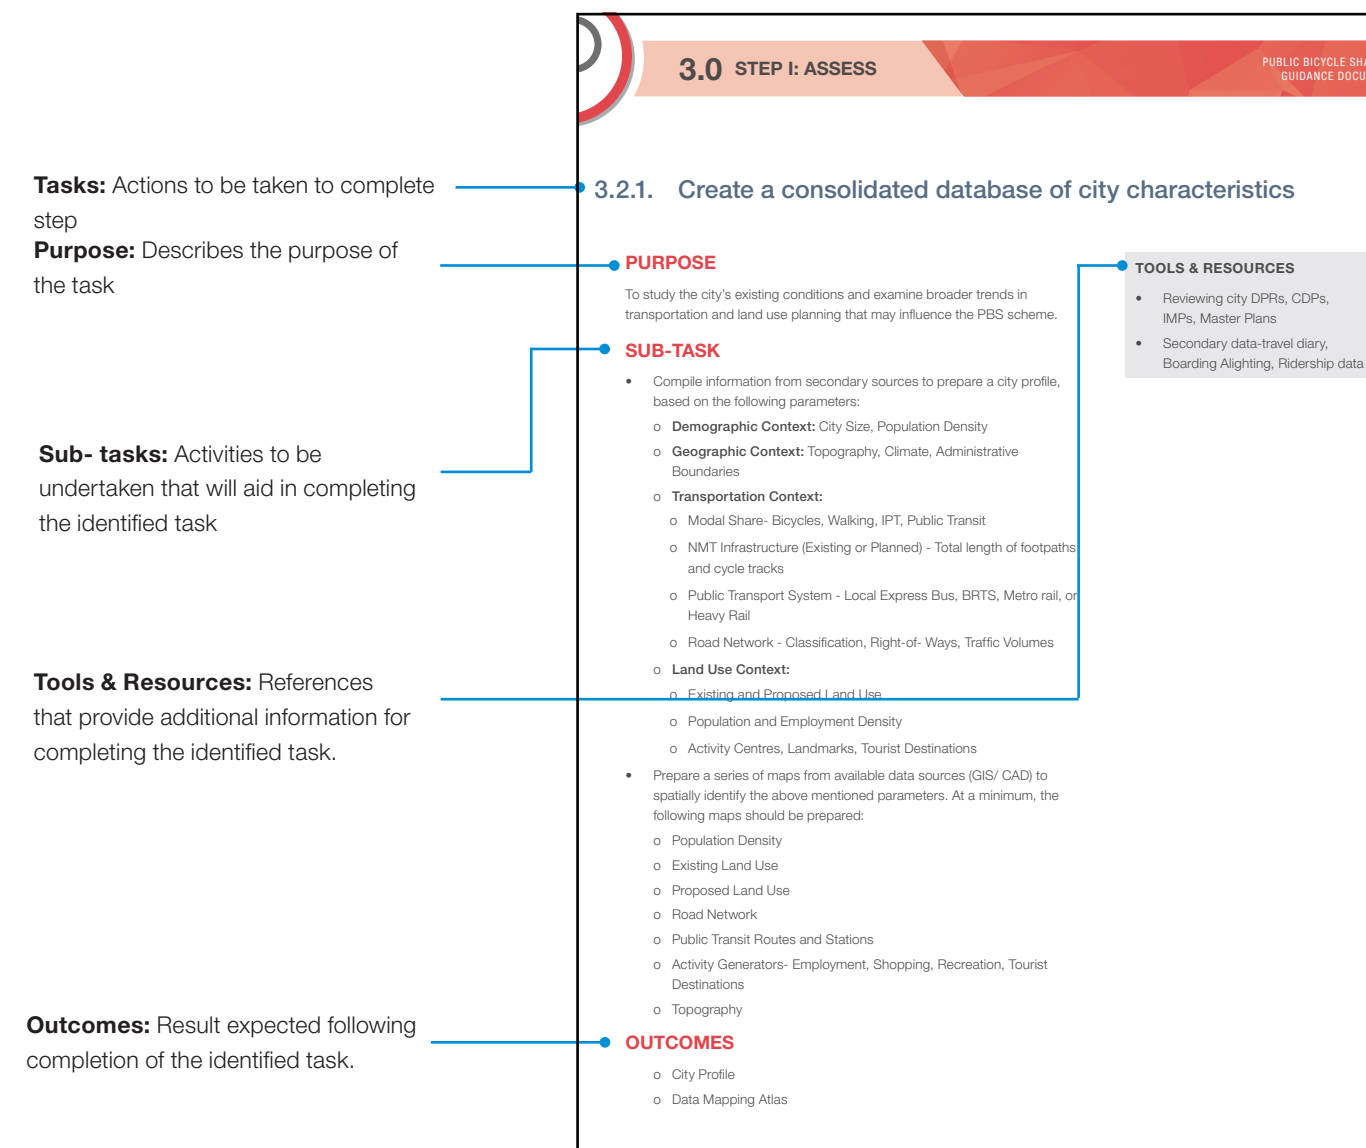 3.0 STEP I: ASSESS
PUBLIC BICYCLE
GUIDANCE
Tasks: Actions to be taken to complete
step
Purpose: Describes the purpose of
the task
Sub- tasks: Activities to be
undertaken that will aid in completing
the identified task
Tools & Resources: References
that provide additional information for
completing the identified task.
Outcomes: Result expected following
completion of the identified task.
3.2.1. Create a consolidated database of city characteristics
PURPOSE
To study the city's existing conditions and examine broader trends in
transportation and land use planning that may influence the PBS scheme.
SUB-TASK
• Compile information from secondary sources to prepare a city profile,
based on the following parameters:
o Demographic Context: City Size, Population Density
o Geographic Context: Topography, Climate, Administrative
Boundaries
o Transportation Context:
o Modal Share- Bicycles, Walking, IPT, Public Transit
o NMT Infrastructure (Existing or Planned) - Total length of footpaths
and cycle tracks
o Public Transport System - Local Express Bus, BRTS, Metro rail, or
Heavy Rail
o Road Network - Classification, Right-of- Ways, Traffic Volumes
o Land Use Context:
o Existing and Proposed Land Use
o Population and Employment Density
o Activity Centres, Landmarks, Tourist Destinations
• Prepare a series of maps from available data sources (GIS/ CAD) to
spatially identify the above mentioned parameters. At a minimum, the
following maps should be prepared:
o Population Density
o Existing Land Use
o Proposed Land Use
o Road Network
o Public Transit Routes and Stations
o Activity Generators- Employment, Shopping, Recreation, Tourist
Destinations
o Topography
OUTCOMES
o City Profile
o Data Mapping Atlas
TOOLS & RESOURCES
• Reviewing city DPRs, CDPs,
IMPs, Master Plans
• Secondary data-travel diary,
Boarding Alighting, Ridership data